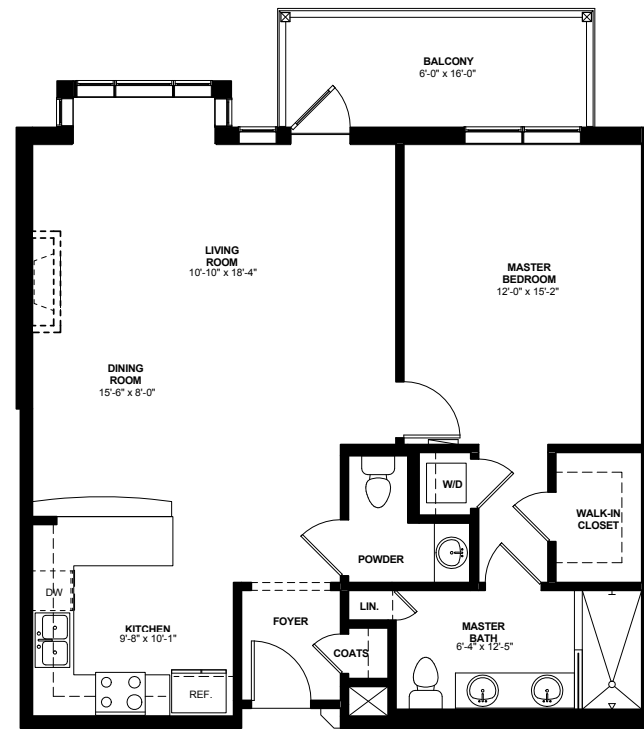 BALCONY
6'-0" x 16'-0"
LIVING
ROOM
10'-10" x 18'-4"
MASTER
BEDROOM
12'-0" x 15'-2"
DINING
ROOM
15'-6" x 8'-0"
W/D
WALK-IN
CLOSET
POWDER
DW
LIN.
FOYER
KITCHEN
9'-8" x 10'-1"
MASTER
BATH
6'-4" x 12'-5"
COATS
REF.